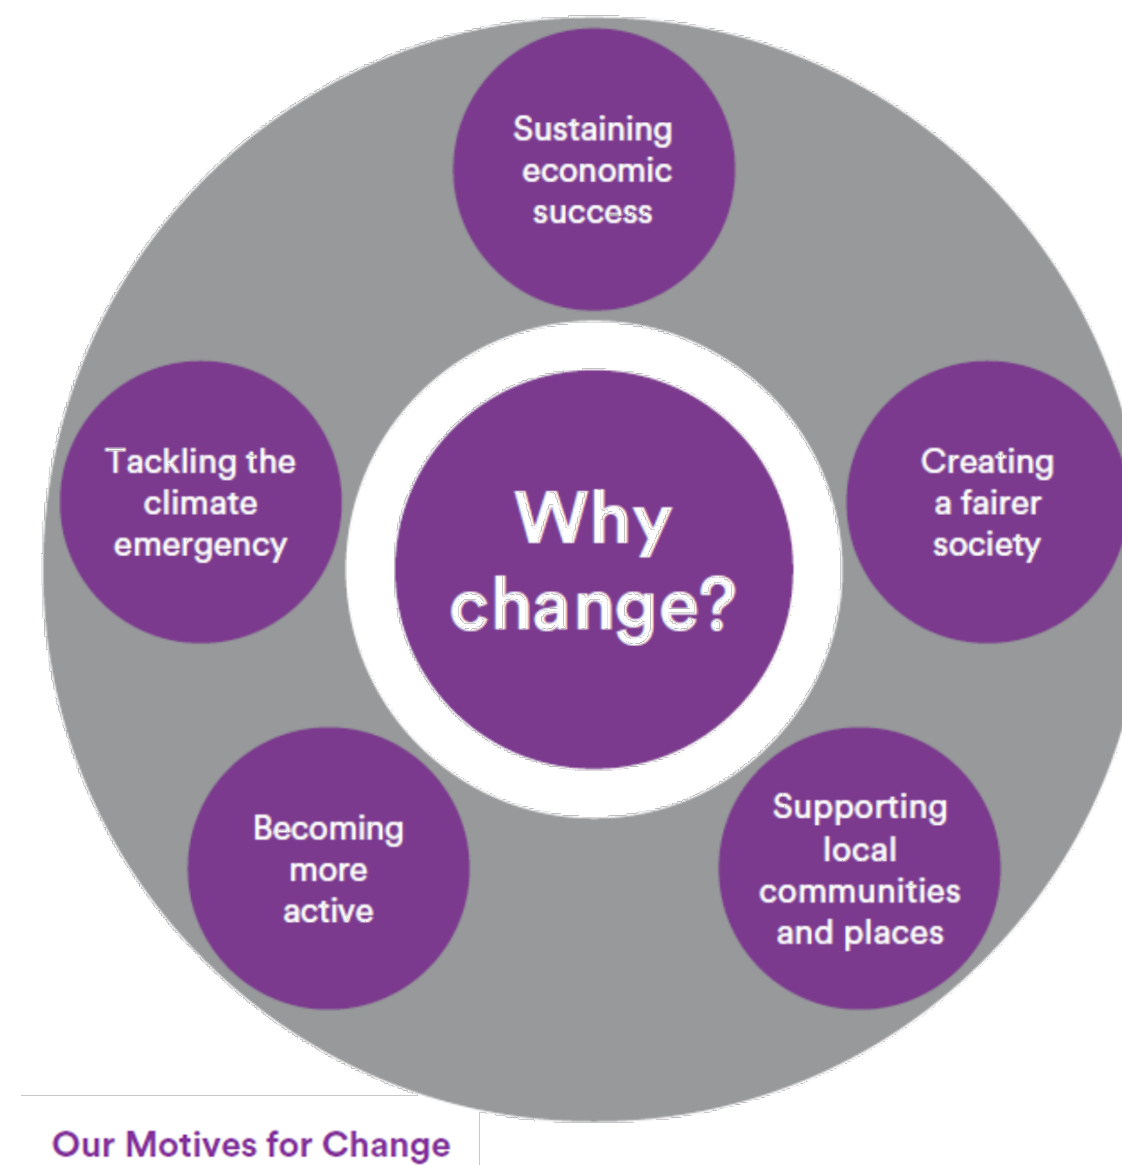 Sustaining
economic
success
Tackling the
climate
emergency
Creating
a fairer
society
Why
change?
Becoming
more
active
Supporting
local
communities
and places
Our Motives for Change